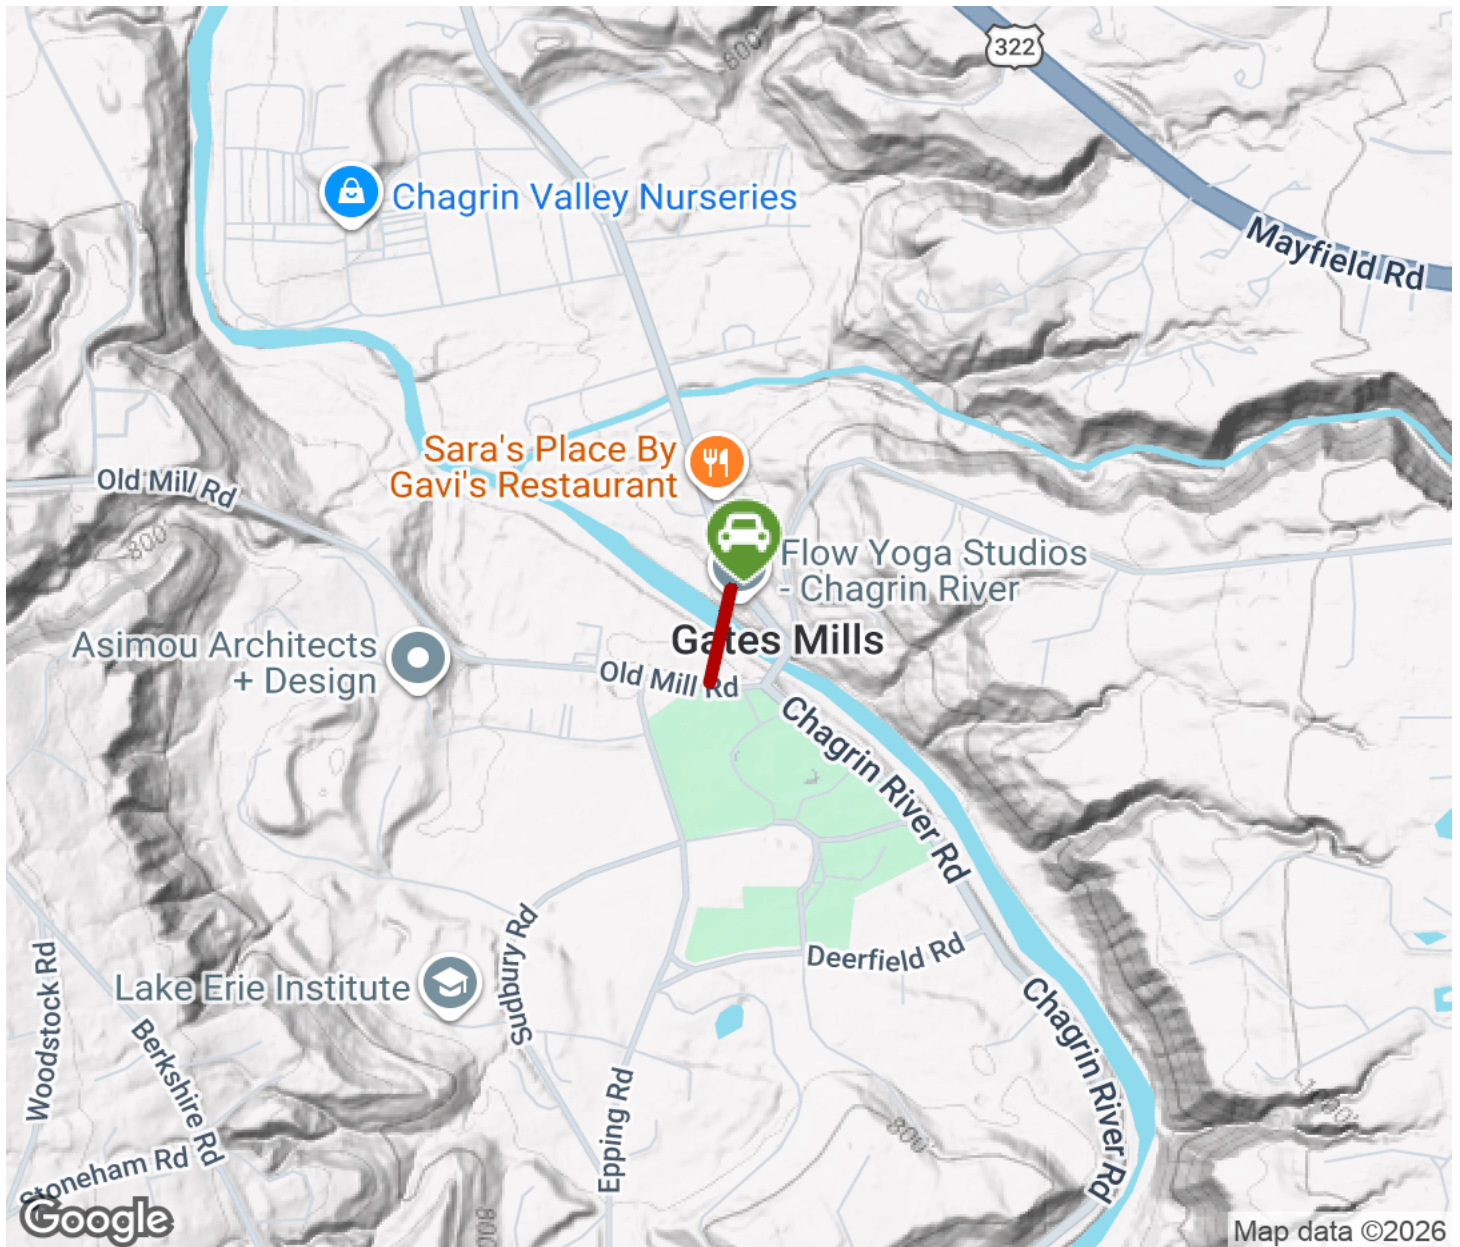 800
322
Chagrin Valley Nurseries
Mayfield Rd
Sara's Place By
Gavi's Restaurant
Old Mill Rd
800
Flow Yoga Studios
- Chagrin River
Gates Mills
Asimou Architects
+ Design
Old Mill Rd
Chagrin River Rd
Sudbury Rd
Deerfield Rd
Lake Erie Institute
Woodstock Rd
Berkshire Rd
Chagrin River Rd
Epping Rd
800
Stoneham Rd
800
Google
Map data ©2026